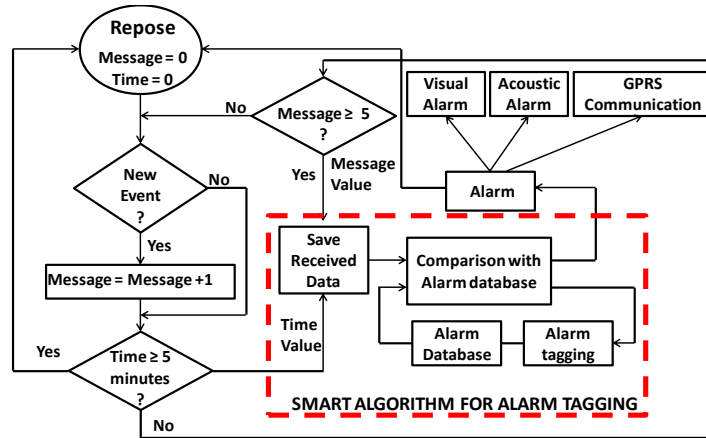 Repose
Message = 0
Time = 0
Visual
Alarm
Acoustic
Alarm
GPRS
Communication
No
Message ≥ 5
?
Yes
Message
Value
New
Event
?
No
Yes
Alarm
Message = Message +1
Save
Received
Data
Comparison with
Alarm database
Time
Value
Alarm
Database
Alarm
tagging
Yes
Time ≥ 5
minutes
?
No
SMART ALGORITHM FOR ALARM TAGGING